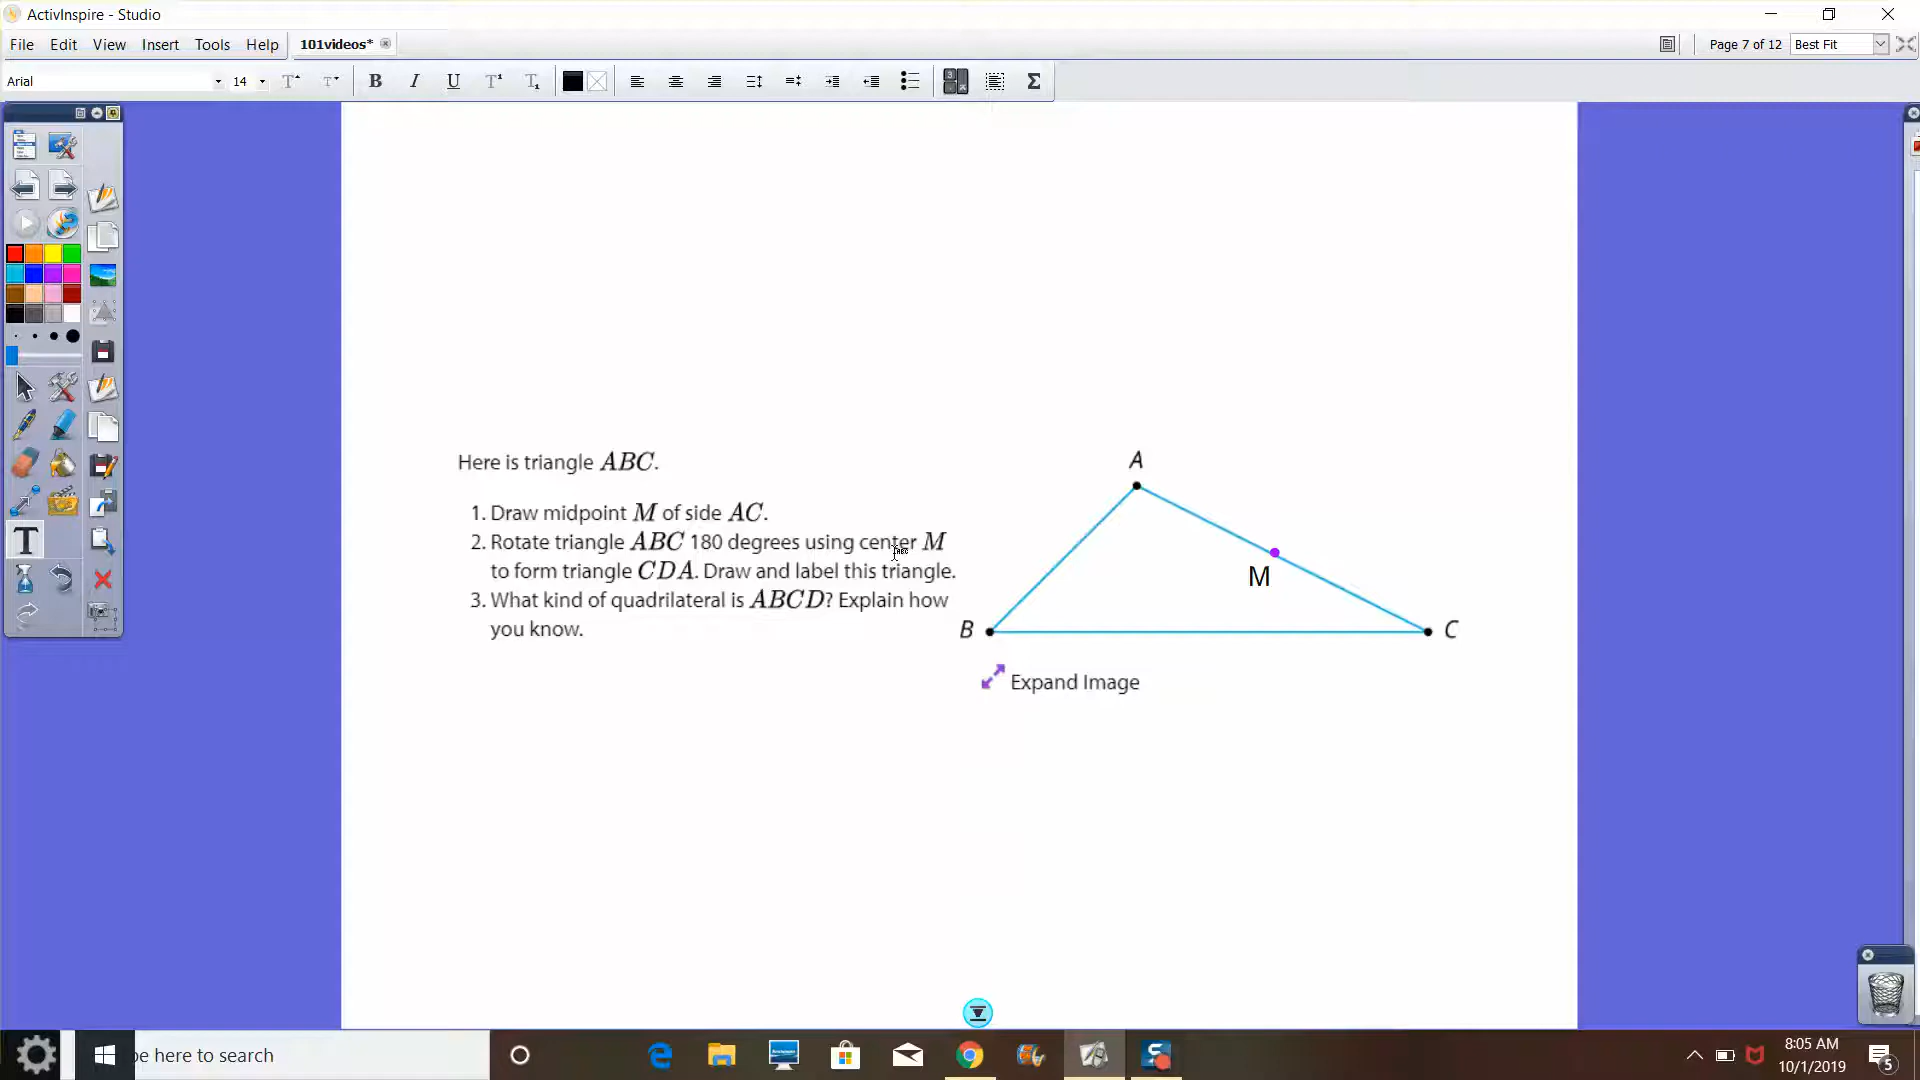 ActivInspire - Studio
File Edit View Insert Tools Help 101videos* Page 7 of 12 Best Fit
Arial 14 B I U
Here is triangle ABC.
1. Draw midpoint M of side AC.
2. Rotate triangle ABC 180 degrees using center M
to form triangle CDA. Draw and label this triangle.
3. What kind of quadrilateral is ABCD? Explain how
you know.
A
M
B
C
Expand Image
pe here to search
8:05 AM
10/1/2019
5